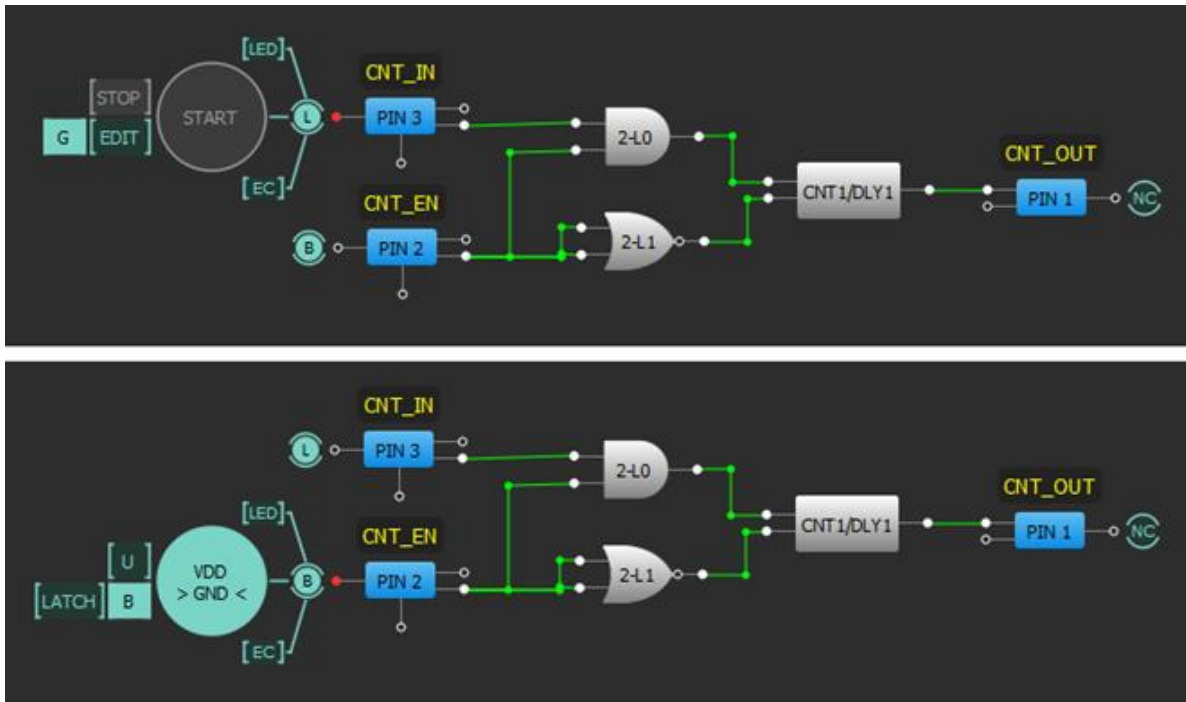 [LED]
CNT_IN
[STOP]
START
L
PIN 3
G [EDIT]
2-L0
CNT_OUT
[EC]
CNT_EN
CNT1/DLY1
PIN 1
NC
B
PIN 2
2-L1
CNT_IN
L
PIN 3
2-L0
CNT_OUT
[LED]
CNT_EN
CNT1/DLY1
PIN 1
NC
[U]
VDD
> GND <
B
PIN 2
2-L1
[LATCH] B
[EC]